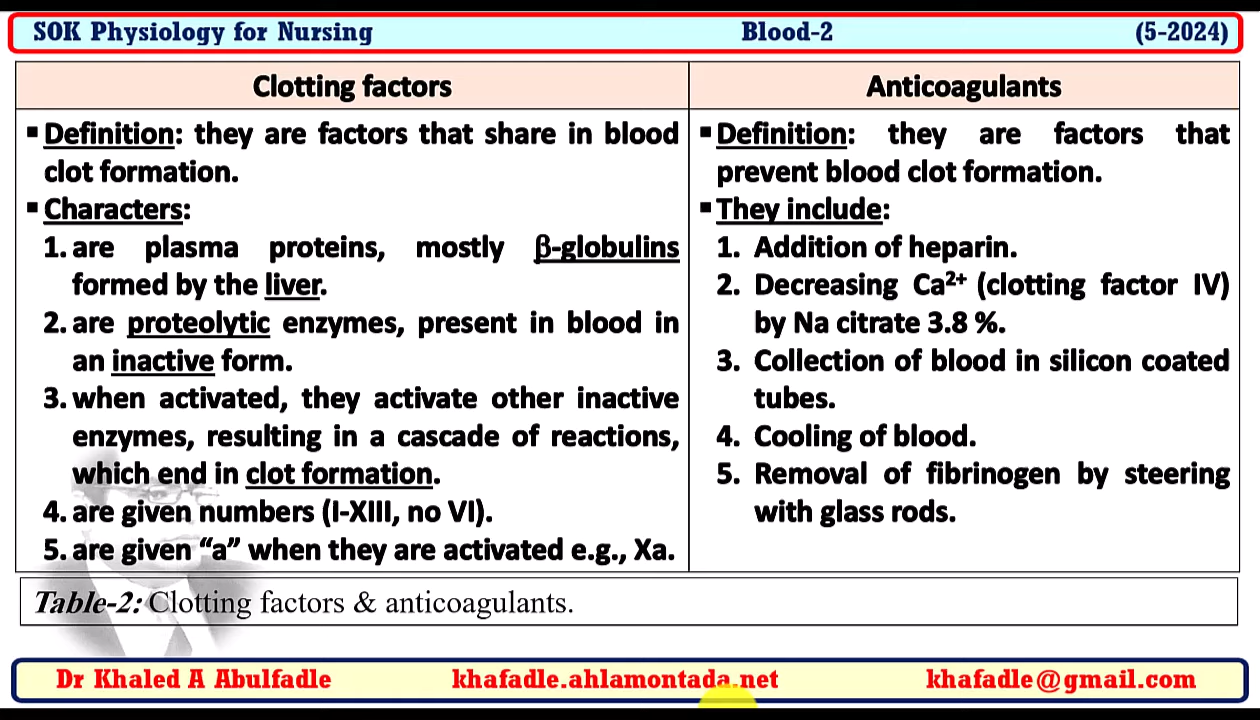 SOK Physiology for Nursing Blood-2 (5-2024)
Clotting factors
▪ Definition: they are factors that share in blood
clot formation.
▪ Characters:
1. are plasma proteins, mostly β-globulins
formed by the liver.
2. are proteolytic enzymes, present in blood in
an inactive form.
3. when activated, they activate other inactive
enzymes, resulting in a cascade of reactions,
which end in clot formation.
4. are given numbers (I-XIII, no VI).
5. are given “a” when they are activated e.g., Xa.
Anticoagulants
▪ Definition: they are factors that
prevent blood clot formation.
▪ They include:
1. Addition of heparin.
2. Decreasing Ca²⁺ (clotting factor IV)
by Na citrate 3.8 %.
3. Collection of blood in silicon coated
tubes.
4. Cooling of blood.
5. Removal of fibrinogen by steering
with glass rods.
Table-2: Clotting factors & anticoagulants.
Dr Khaled A Abulfadle khafadle.ahlamontada.net khafadle@gmail.com